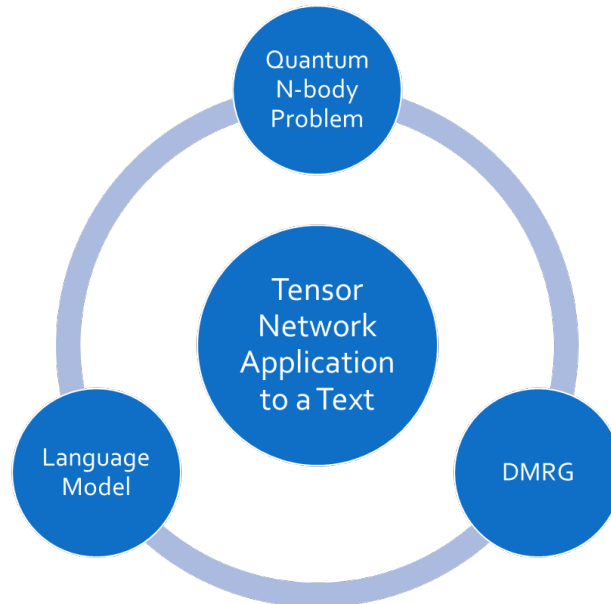 Quantum
N-body
Problem
Tensor
Network
Application
to a Text
Language
Model
DMRG